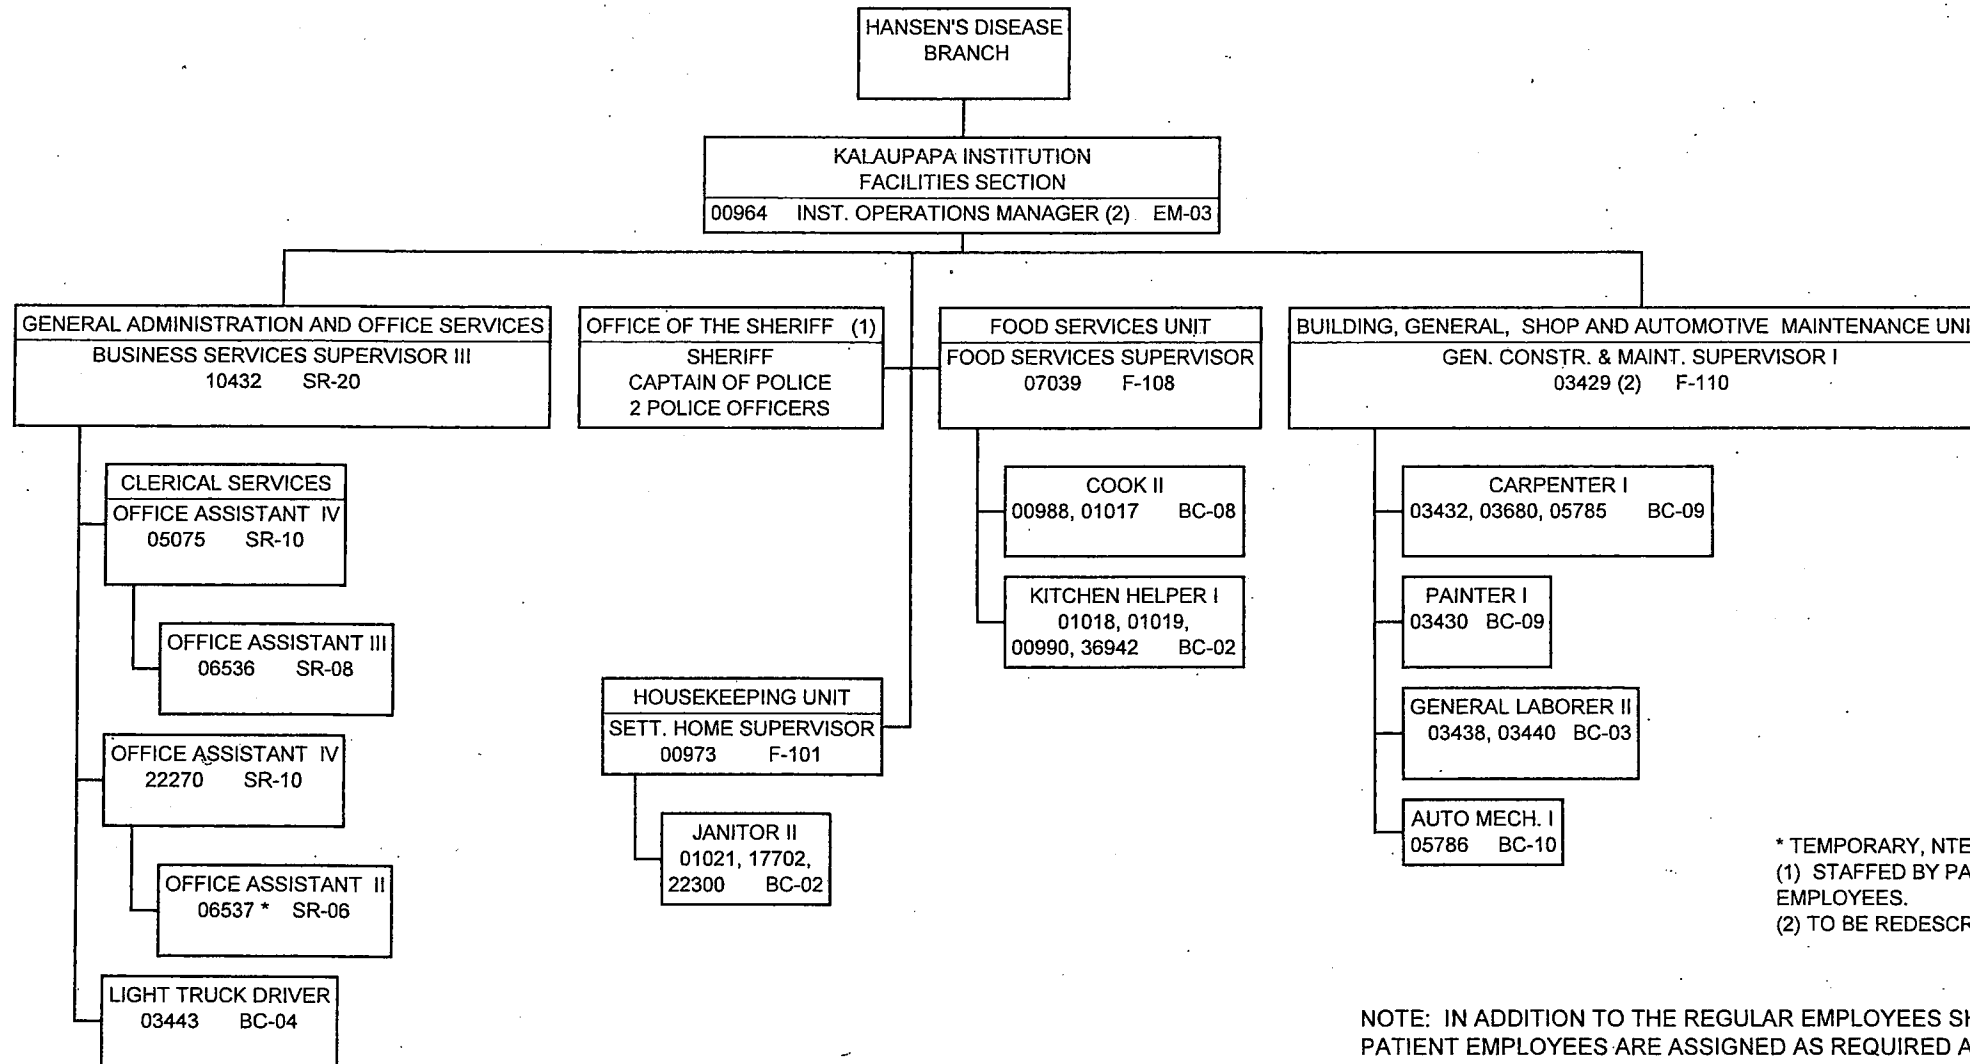 HANSEN'S DISEASE
BRANCH
KALAUPAPA INSTITUTION
FACILITIES SECTION
00964 INST. OPERATIONS MANAGER (2) EM-03
GENERAL ADMINISTRATION AND OFFICE SERVICES
BUSINESS SERVICES SUPERVISOR III
10432 SR-20
CLERICAL SERVICES
OFFICE ASSISTANT IV
05075 SR-10
OFFICE ASSISTANT III
06536 SR-08
OFFICE ASSISTANT IV
22270 SR-10
OFFICE ASSISTANT II
06537 * SR-06
LIGHT TRUCK DRIVER
03443 BC-04
OFFICE OF THE SHERIFF (1)
SHERIFF
CAPTAIN OF POLICE
2 POLICE OFFICERS
HOUSEKEEPING UNIT
SETT. HOME SUPERVISOR
00973 F-101
JANITOR II
01021, 17702,
22300 BC-02
FOOD SERVICES UNIT
FOOD SERVICES SUPERVISOR
07039 F-108
COOK II
00988, 01017 BC-08
KITCHEN HELPER I
01018, 01019,
00990, 36942 BC-02
BUILDING, GENERAL, SHOP AND AUTOMOTIVE MAINTENANCE UNI
GEN. CONSTR. & MAINT. SUPERVISOR I
03429 (2) F-110
CARPENTER I
03432, 03680, 05785 BC-09
PAINTER I
03430 BC-09
GENERAL LABORER II
03438, 03440 BC-03
AUTO MECH. I
05786 BC-10
* TEMPORARY, NTE
(1) STAFFED BY PA
EMPLOYEES.
(2) TO BE REDESCR
NOTE: IN ADDITION TO THE REGULAR EMPLOYEES SH
PATIENT EMPLOYEES ARE ASSIGNED AS REQUIRED A